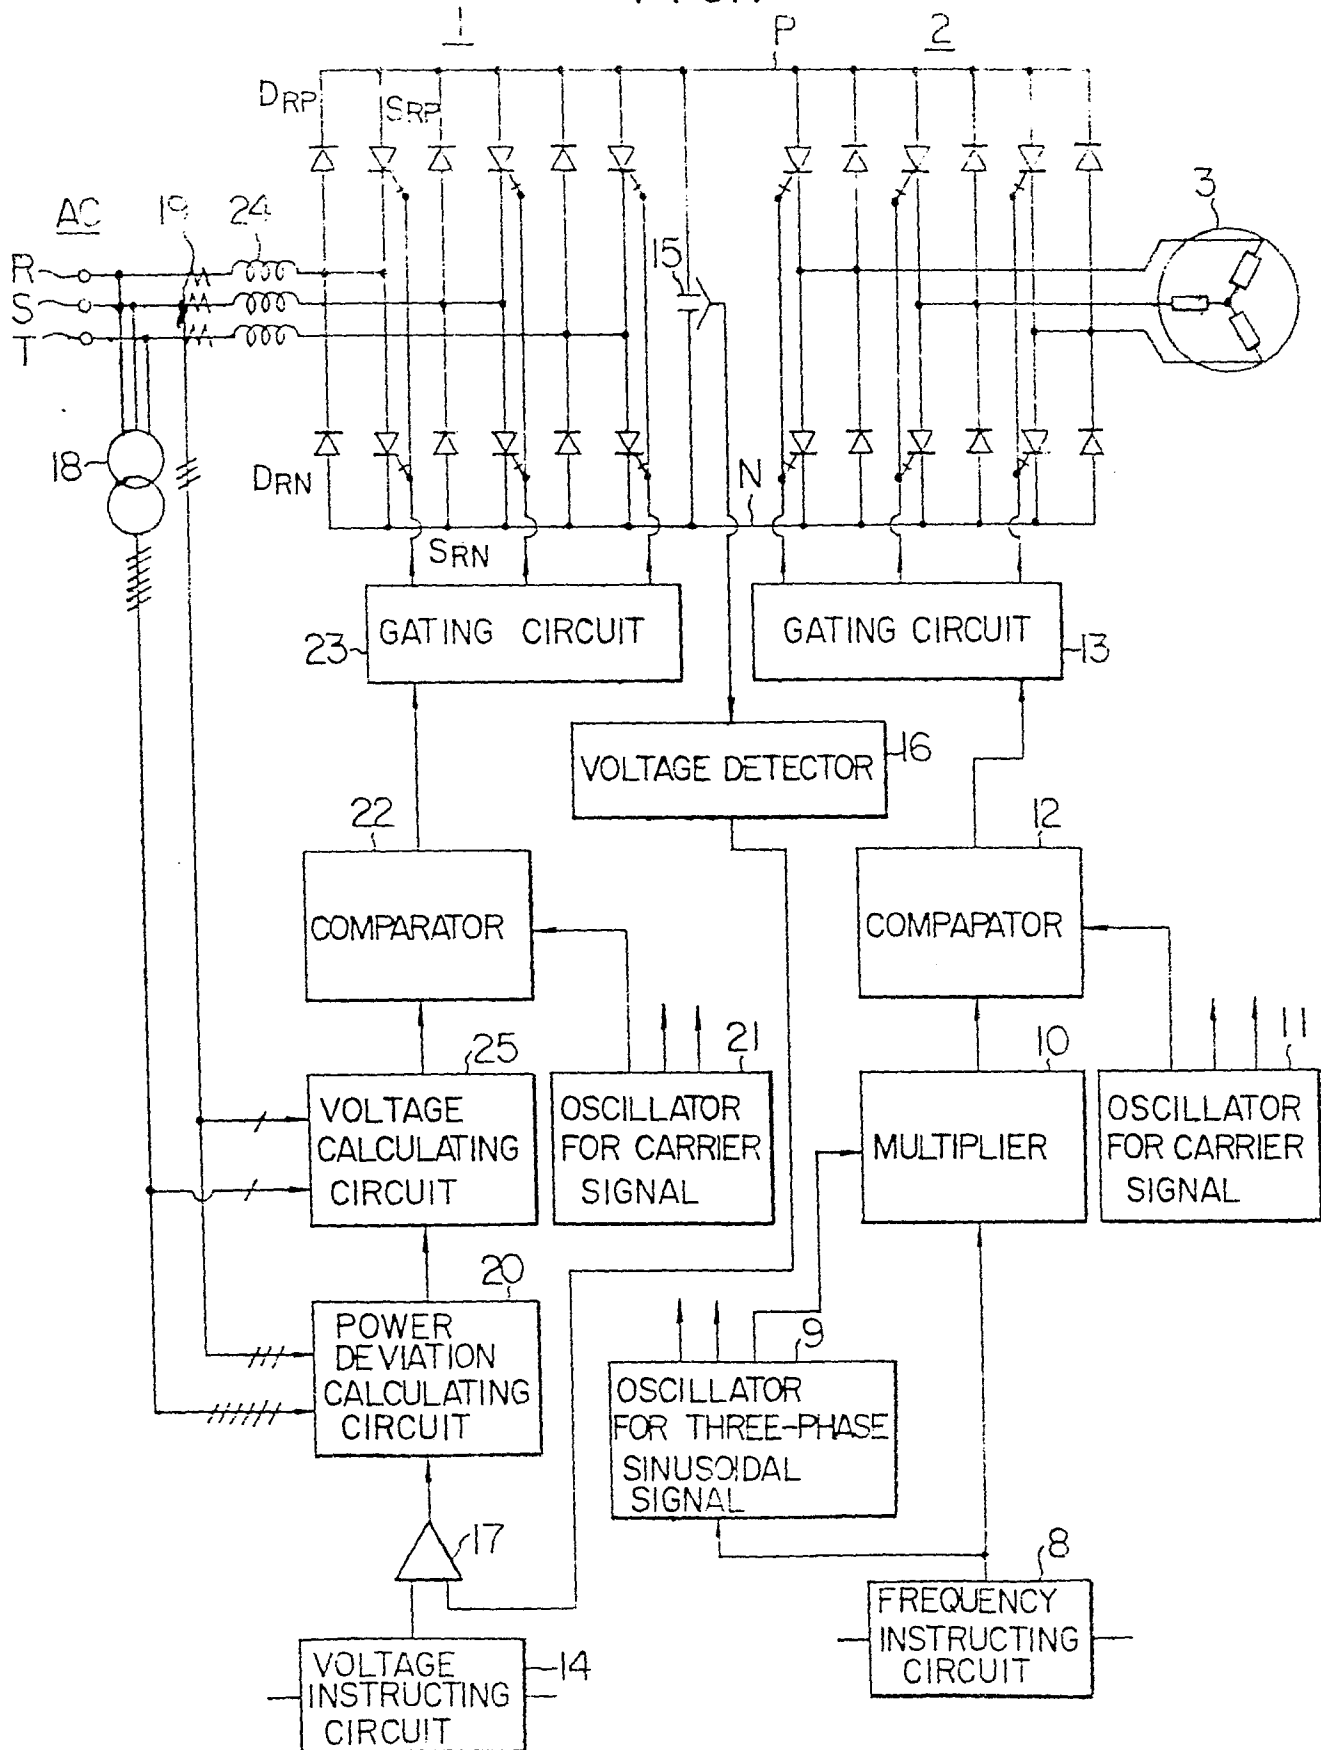 1
P
2
DRP
SRP
3
AC
19
24
15
R
S
T
18
DRN
N
SRN
GATING CIRCUIT
23
GATING CIRCUIT
13
VOLTAGE DETECTOR
16
22
12
COMPARATOR
COMPAPATOR
25
21
10
11
VOLTAGE
CALCULATING
CIRCUIT
OSCILLATOR
FOR CARRIER
SIGNAL
MULTIPLIER
OSCILLATOR
FOR CARRIER
SIGNAL
20
POWER
DEVIATION
CALCULATING
CIRCUIT
9
OSCILLATOR
FOR THREE-PHASE
SINUSOIDAL
SIGNAL
17
8
FREQUENCY
INSTRUCTING
CIRCUIT
14
VOLTAGE
INSTRUCTING
CIRCUIT